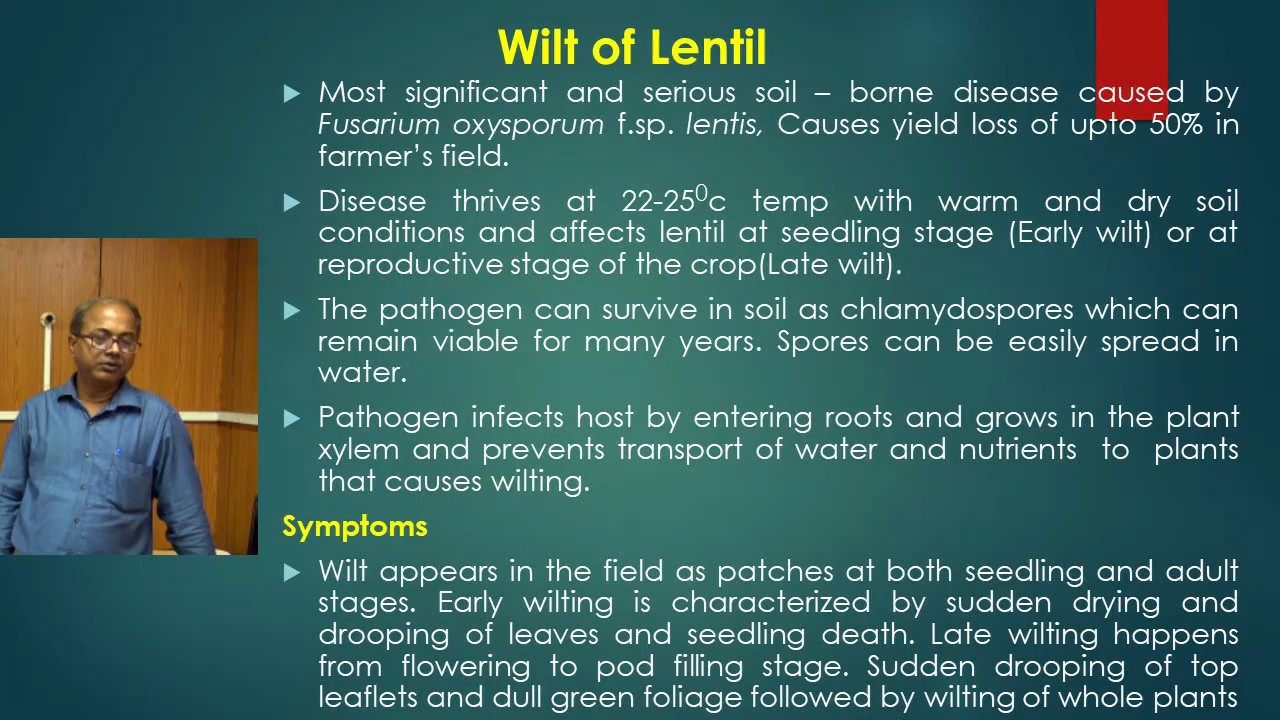 Wilt of Lentil
Most significant and serious soil – borne disease caused by
Fusarium oxysporum f.sp. lentis, Causes yield loss of upto 50% in
farmer's field.
Disease thrives at 22-25⁰c temp with warm and dry soil
conditions and affects lentil at seedling stage (Early wilt) or at
reproductive stage of the crop(Late wilt).
The pathogen can survive in soil as chlamydospores which can
remain viable for many years. Spores can be easily spread in
water.
Pathogen infects host by entering roots and grows in the plant
xylem and prevents transport of water and nutrients to plants
that causes wilting.
Symptoms
Wilt appears in the field as patches at both seedling and adult
stages. Early wilting is characterized by sudden drying and
drooping of leaves and seedling death. Late wilting happens
from flowering to pod filling stage. Sudden drooping of top
leaflets and dull green foliage followed by wilting of whole plants